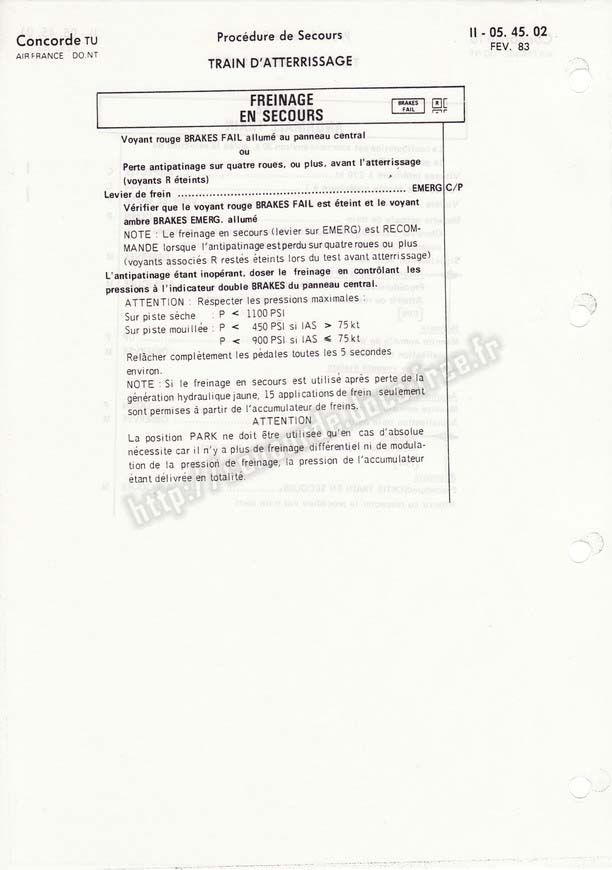 Concorde TU
AIR FRANCE DO.NT
Procédure de Secours
TRAIN D'ATTERRISSAGE
II - 05. 45. 02
FEV. 83
FREINAGE
EN SECOURS
BRAKES
FAIL
R
Voyant rouge BRAKES FAIL allumé au panneau central
ou
Perte antipatinage sur quatre roues, ou plus, avant l'atterrissage
(voyants R éteints)
Levier de frein ........................................................... EMERG C/P
Vérifier que le voyant rouge BRAKES FAIL est éteint et le voyant
ambre BRAKES EMERG. allumé
NOTE : Le freinage en secours (levier sur EMERG) est RECOM-
MANDE lorsque l'antipatinage est perdu sur quatre roues ou plus
(voyants associés R restés éteints lors du test avant atterrissage)
L'antipatinage étant inopérant, doser le freinage en contrôlant les
pressions à l'indicateur double BRAKES du panneau central.
ATTENTION : Respecter les pressions maximales :
Sur piste sèche : P < 1100 PSI
Sur piste mouillée : P < 450 PSI si IAS > 75 kt
P < 900 PSI si IAS ≤ 75 kt
Relâcher complètement les pédales toutes les 5 secondes
environ.
NOTE : Si le freinage en secours est utilisé après perte de la
génération hydraulique jaune, 15 applications de frein seulement
sont permises à partir de l'accumulateur de freins.
ATTENTION
La position PARK ne doit être utilisée qu'en cas d'absolue
nécessite car il n'y a plus de freinage différentiel ni de modula-
tion de la pression de freinage, la pression de l'accumulateur
étant délivrée en totalité.